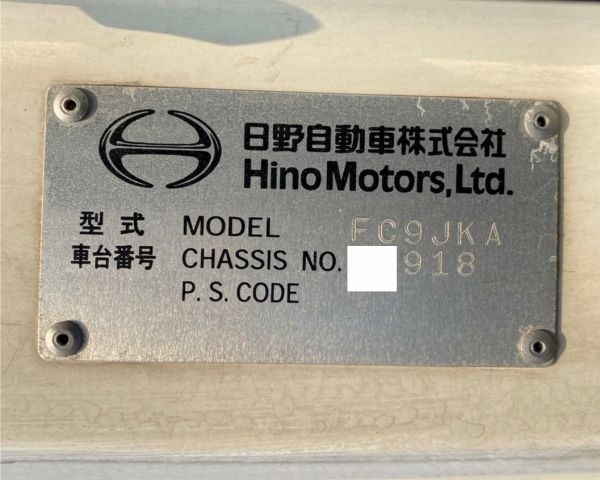 日野自動車株式会社
Hino Motors, Ltd.
型式 MODEL FC9JKA
車台番号 CHASSIS NO. 918
P. S. CODE